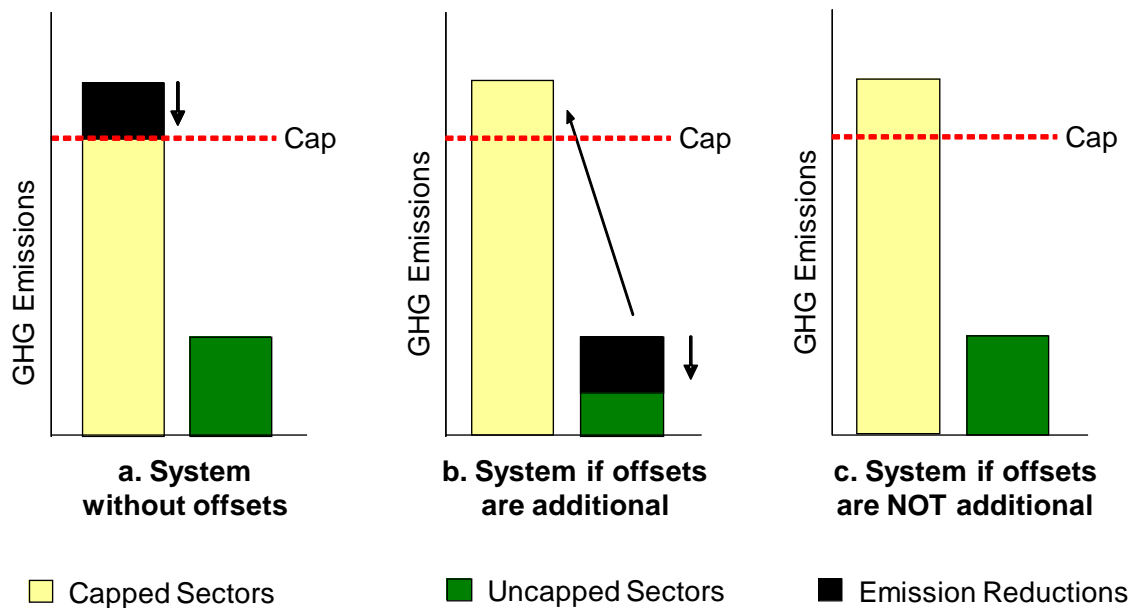 GHG Emissions
Cap
a. System
without offsets
GHG Emissions
Cap
b. System if offsets
are additional
GHG Emissions
Cap
c. System if offsets
are NOT additional
Capped Sectors
Uncapped Sectors
Emission Reductions